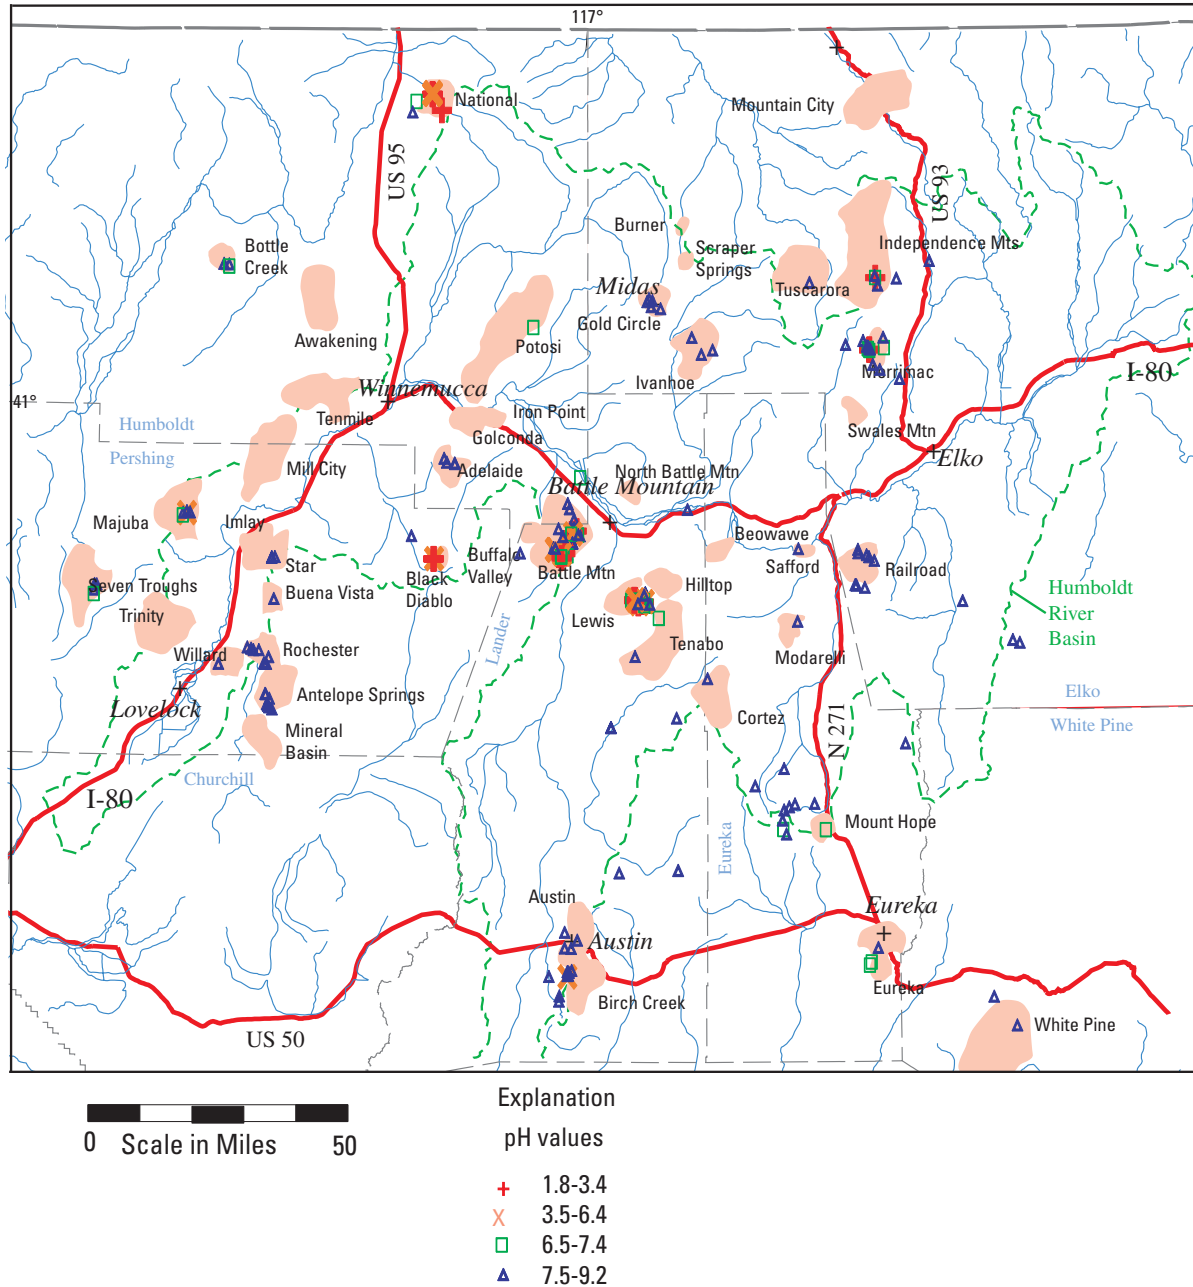 117°
National
Mountain City
US 95
US 93
Burner
Bottle
Creek
Independence Mts
Scraper
Springs
Midas
Tuscarora
Gold Circle
Awakening
Potosi
I-80
Ivanhoe
Merrimac
Winnemucca
41°
Tenmile
Iron Point
Humboldt
Golconda
Swales Mtn
Pershing
Elko
Mill City
Adelaide
North Battle Mtn
Battle Mountain
Majuba
Imlay
Beowawe
Star
Buffalo
Valley
Safford
Railroad
Black
Diablo
Battle Mtn
Seven Troughs
Buena Vista
Hilltop
Humboldt
River
Basin
Trinity
Lewis
Lander
Tenabo
Willard
Rochester
Modarelli
Antelope Springs
Elko
Lovelock
Cortez
White Pine
Mineral
Basin
N 271
Churchill
I-80
Mount Hope
Eureka
Austin
Eureka
Austin
Eureka
Birch Creek
White Pine
US 50
Explanation
0 Scale in Miles 50
pH values
1.8-3.4
3.5-6.4
6.5-7.4
7.5-9.2